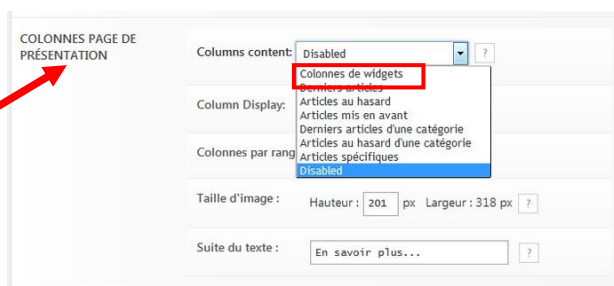 COLONNES PAGE DE
PRÉSENTATION
Columns content: Disabled ?
Colonnes de widgets
Derniers articles
Articles au hasard
Articles mis en avant
Derniers articles d'une catégorie
Articles au hasard d'une catégorie
Articles spécifiques
Disabled
Column Display:
Colonnes par rang
Taille d'image : Hauteur : 201 px Largeur : 318 px ?
Suite du texte : En savoir plus... ?